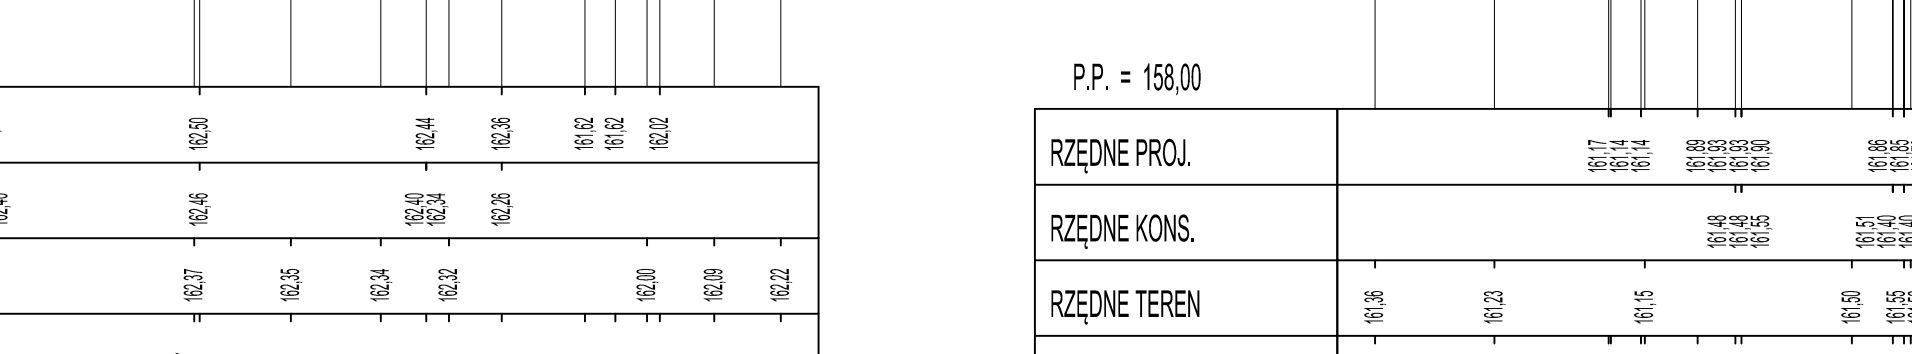 162,50 162,44 162,36 161,62 161,62 162,02
162,46 162,40 162,34 162,26
162,37 162,35 162,34 162,32 162,00 162,09 162,22
P.P. = 158,00
RZĘDNE PROJ. 161,17 161,14 161,14 161,89 161,93 161,93 161,90 161,86 161,85
RZĘDNE KONS. 161,48 161,48 161,55 161,51 161,40 161,40
RZĘDNE TEREN 161,36 161,23 161,15 161,50 161,55